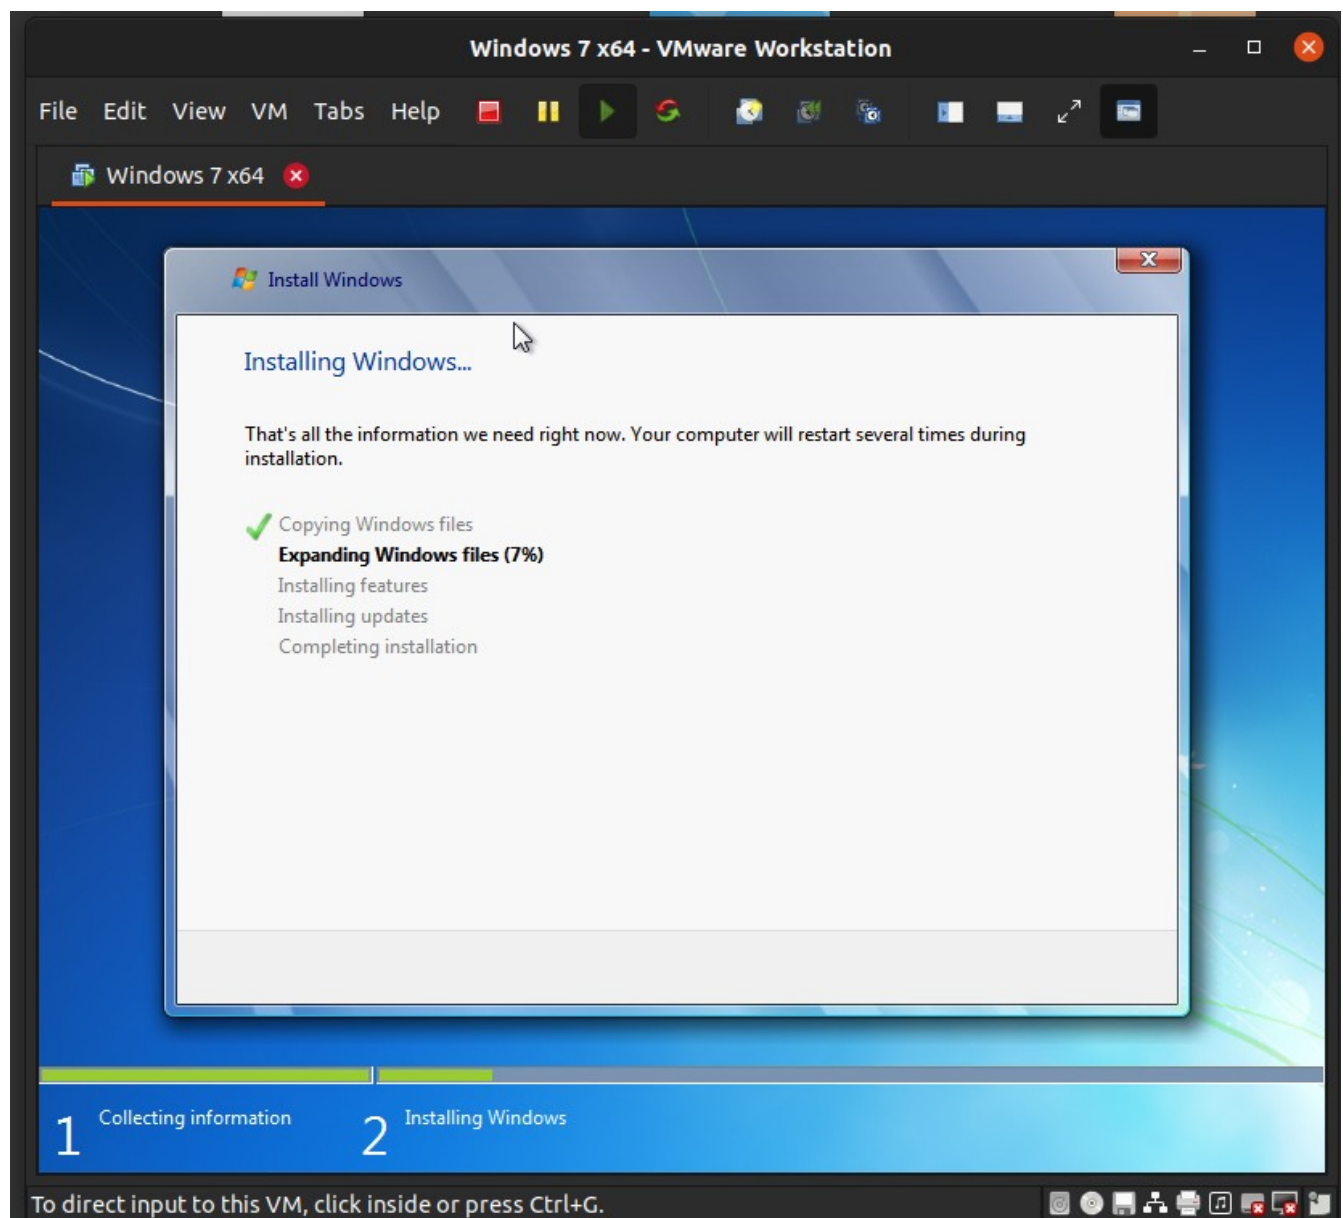 Windows 7 x64 - VMware Workstation
File Edit View VM Tabs Help
Windows 7 x64
Install Windows
Installing Windows...
That's all the information we need right now. Your computer will restart several times during
installation.
Copying Windows files
Expanding Windows files (7%)
Installing features
Installing updates
Completing installation
1 Collecting information 2 Installing Windows
To direct input to this VM, click inside or press Ctrl+G.